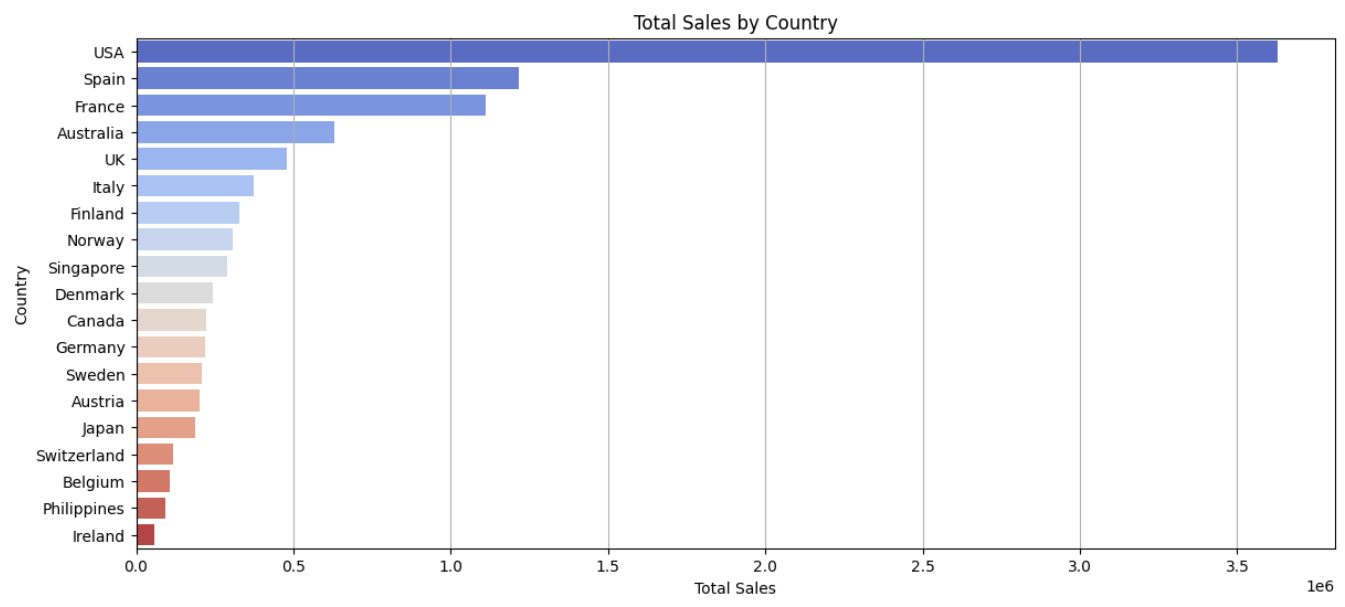 Total Sales by Country
USA
Spain
France
Australia
UK
Italy
Finland
Norway
Singapore
Denmark
Canada
Germany
Sweden
Austria
Japan
Switzerland
Belgium
Philippines
Ireland
Country
0.0 0.5 1.0 1.5 2.0 2.5 3.0 3.5
Total Sales
1e6